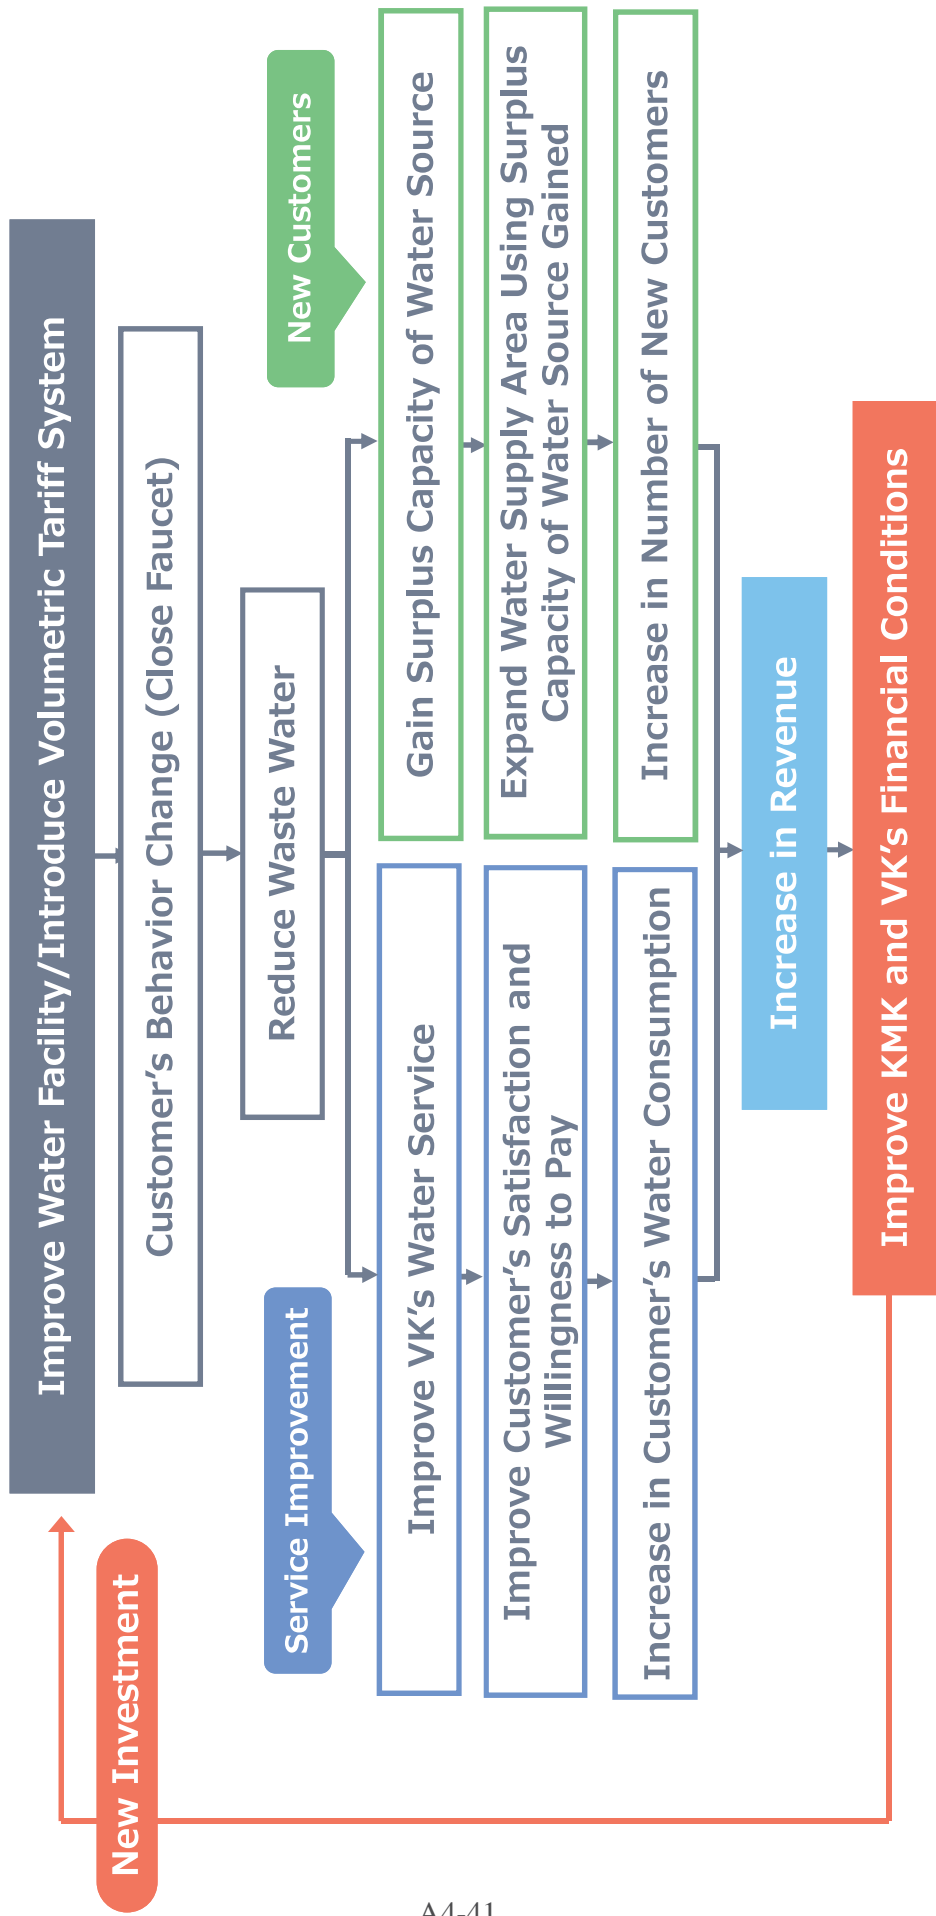 Improve Water Facility/Introduce Volumetric Tariff System
Customer's Behavior Change (Close Faucet)
Reduce Waste Water
Service Improvement
Improve VK's Water Service
Improve Customer's Satisfaction and
Willingness to Pay
Increase in Customer's Water Consumption
New Customers
Gain Surplus Capacity of Water Source
Expand Water Supply Area Using Surplus
Capacity of Water Source Gained
Increase in Number of New Customers
Increase in Revenue
Improve KMK and VK's Financial Conditions
New Investment
A4-41